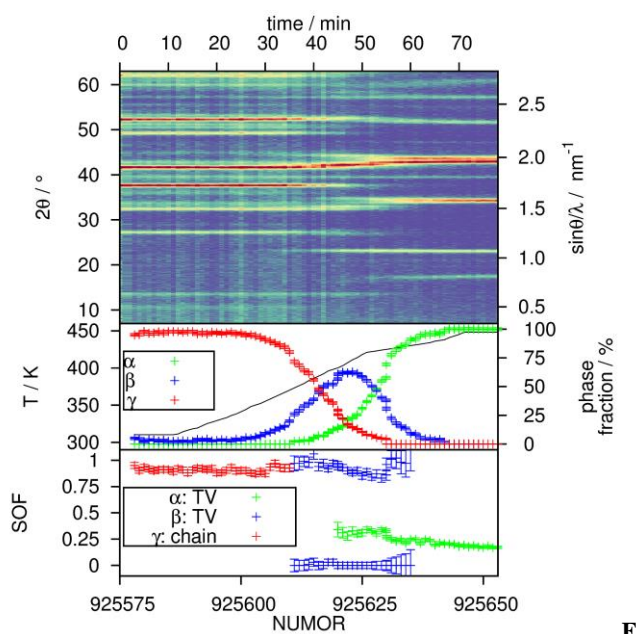 time / min
0 10 20 30 40 50 60 70
60
50
40
30
20
10
2θ / °
2.5
2.0
1.5
1.0
0.5
sinθ/λ / nm⁻¹
450
400
350
300
T / K
α
β
γ
100
75
50
25
0
phase
fraction / %
1
0.75
0.5
0.25
0
SOF
α: TV
β: TV
γ: chain
925575 925600 925625 925650
NUMOR
F